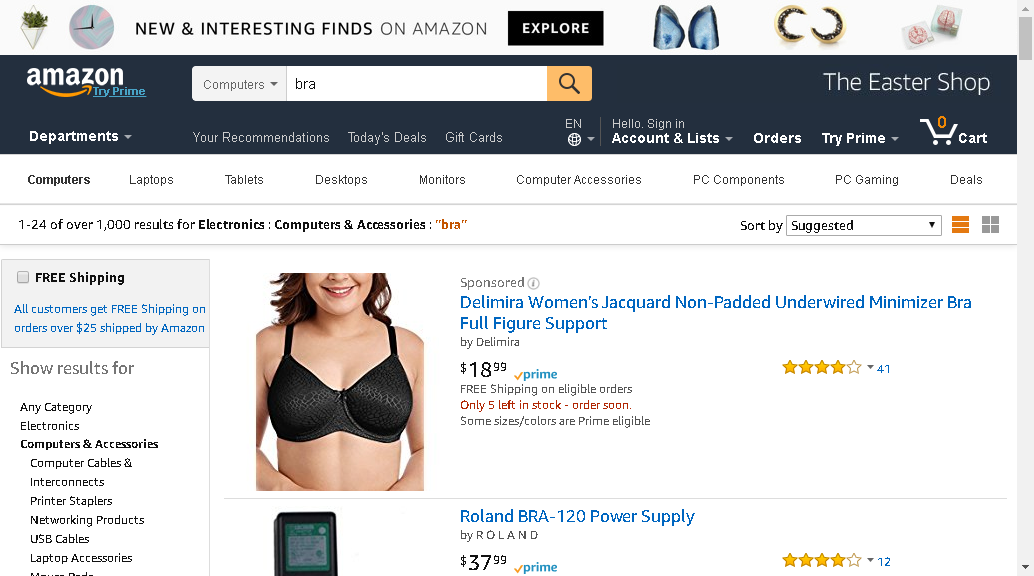 NEW & INTERESTING FINDS ON AMAZON EXPLORE
amazon
Try Prime
Computers
bra
The Easter Shop
Departments
Your Recommendations
Today's Deals
Gift Cards
EN
Hello. Sign in
Account & Lists
Orders
Try Prime
0
Cart
Computers Laptops Tablets Desktops Monitors Computer Accessories PC Components PC Gaming Deals
1-24 of over 1,000 results for Electronics : Computers & Accessories : "bra"
Sort by Suggested
FREE Shipping
All customers get FREE Shipping on
orders over $25 shipped by Amazon
Show results for
Any Category
Electronics
Computers & Accessories
Computer Cables &
Interconnects
Printer Staplers
Networking Products
USB Cables
Laptop Accessories
Mouse Pads
Sponsored
Delimira Women's Jacquard Non-Padded Underwired Minimizer Bra
Full Figure Support
by Delimira
$18.99 prime
41
FREE Shipping on eligible orders
Only 5 left in stock - order soon.
Some sizes/colors are Prime eligible
Roland BRA-120 Power Supply
by R O L A N D
$37.99 prime
12